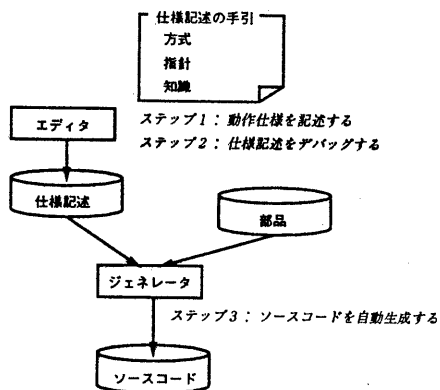 仕様記述の手引
方式
指針
知識
ステップ1：動作仕様を記述する
エディタ
ステップ2：仕様記述をデバッグする
仕様記述
部品
ジェネレータ
ステップ3：ソースコードを自動生成する
ソースコード